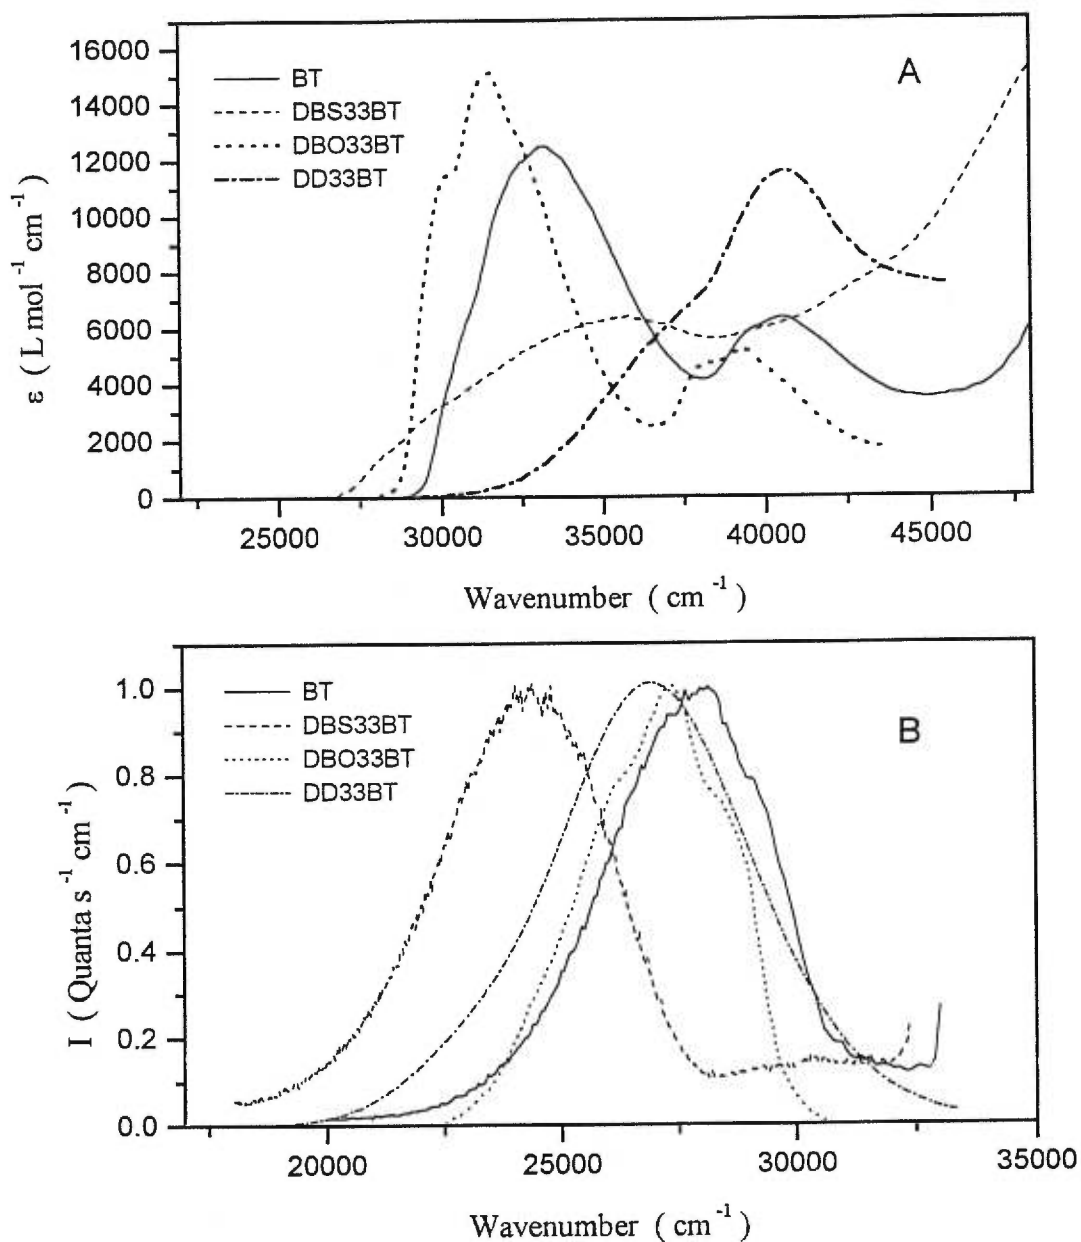 A
16000
14000
12000
10000
8000
6000
4000
2000
0
ε ( L mol⁻¹ cm⁻¹ )
BT
DBS33BT
DBO33BT
DD33BT
25000 30000 35000 40000 45000
Wavenumber ( cm⁻¹ )
B
1.0
0.8
0.6
0.4
0.2
0.0
I ( Quanta s⁻¹ cm⁻¹ )
BT
DBS33BT
DBO33BT
DD33BT
20000 25000 30000 35000
Wavenumber ( cm⁻¹ )